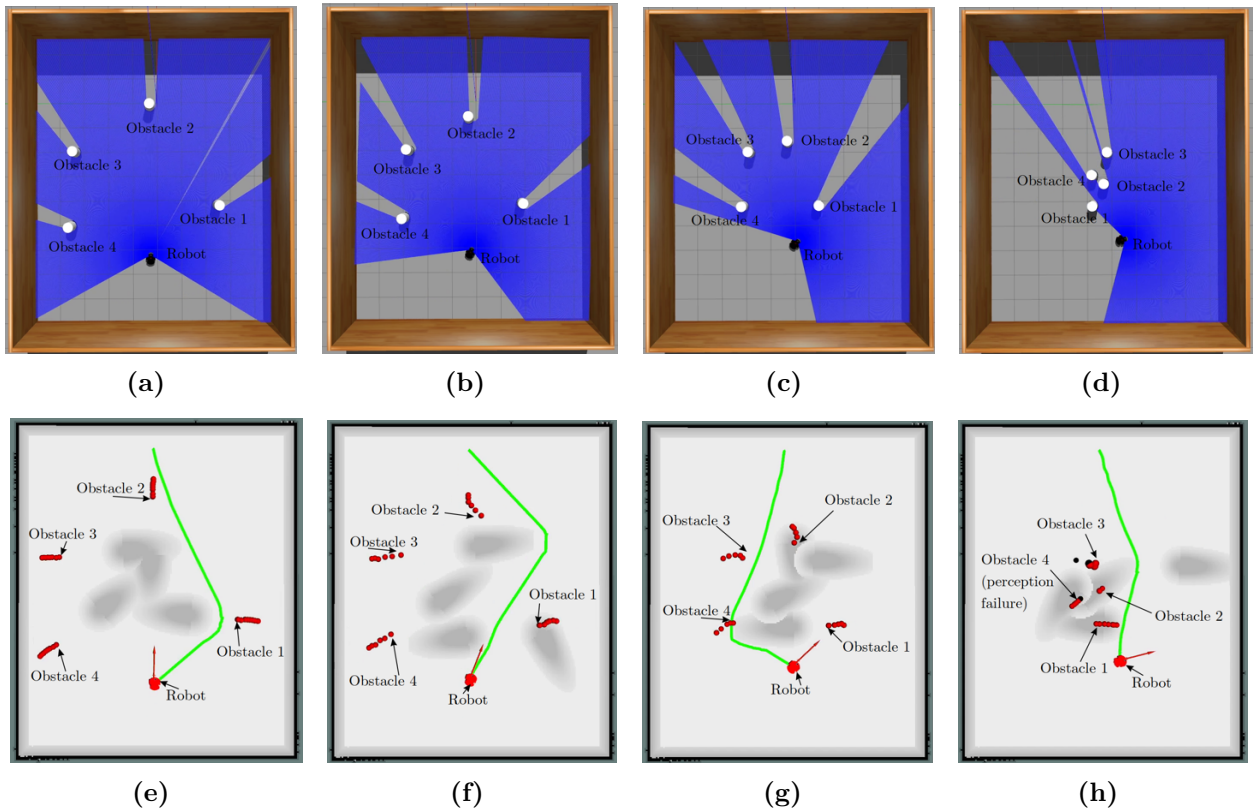 Obstacle 2
Obstacle 3
Obstacle 1
Obstacle 4
Robot
(a)
Obstacle 2
Obstacle 3
Obstacle 1
Obstacle 4
Robot
(b)
Obstacle 3
Obstacle 2
Obstacle 4
Obstacle 1
Robot
(c)
Obstacle 3
Obstacle 4
Obstacle 2
Obstacle 1
Robot
(d)
Obstacle 2
Obstacle 3
Obstacle 1
Obstacle 4
Robot
(e)
Obstacle 2
Obstacle 3
Obstacle 1
Obstacle 4
Robot
(f)
Obstacle 2
Obstacle 3
Obstacle 4
Obstacle 1
Robot
(g)
Obstacle 3
Obstacle 4
(perception
failure)
Obstacle 2
Obstacle 1
Robot
(h)